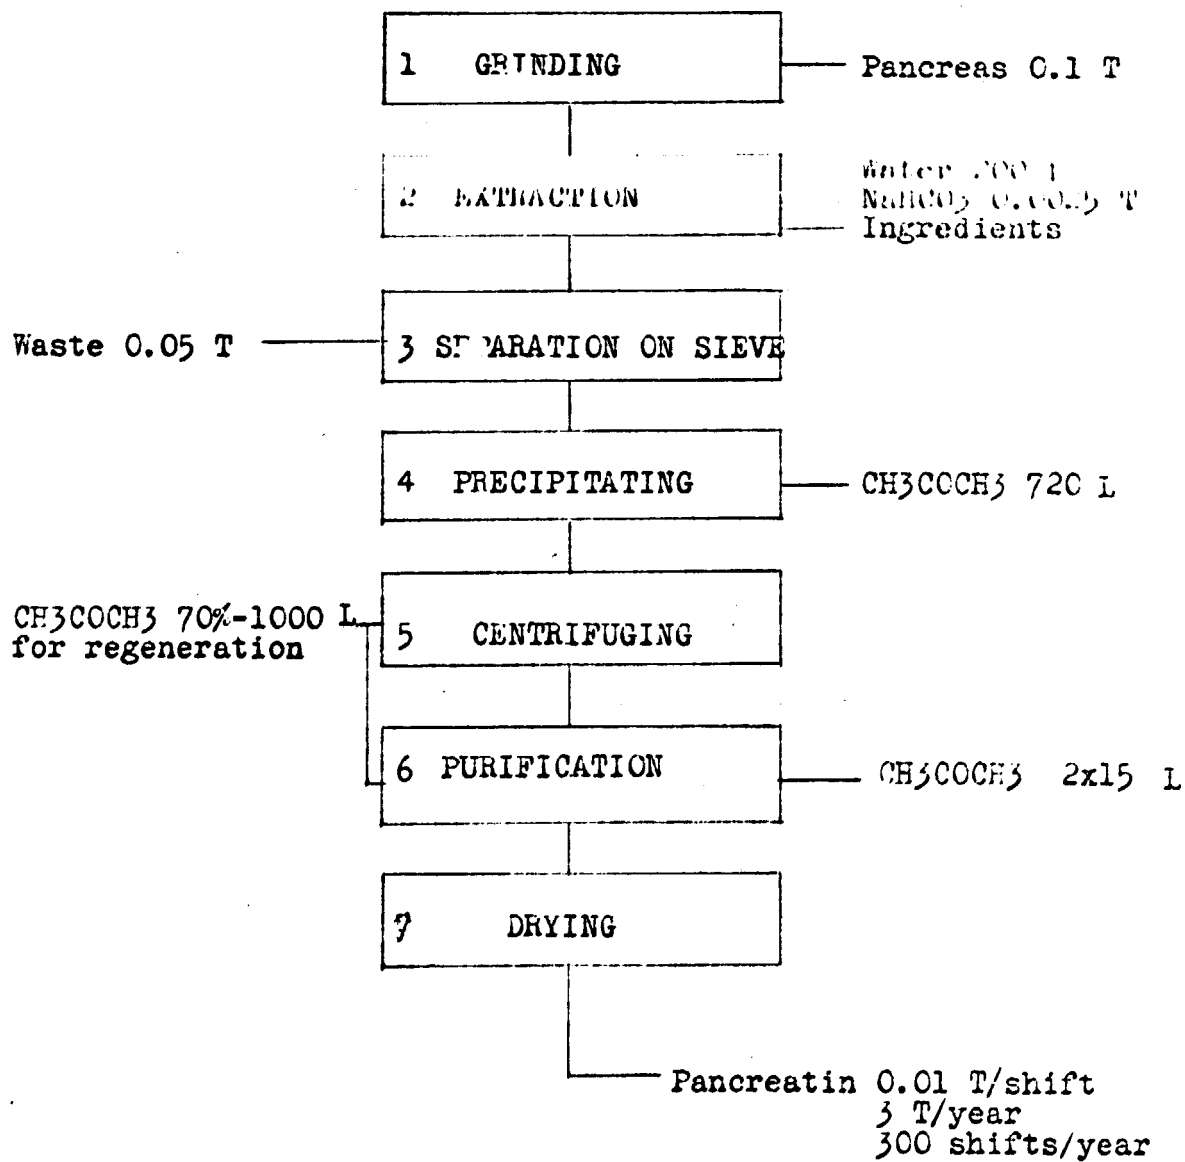 1 GRINDING
Pancreas 0.1 T
2 EXTRACTION
Water
NaHCO3 T
Ingredients
Waste 0.05 T
3 SEPARATION ON SIEVE
4 PRECIPITATING
CH3COCH3 720 L
CH3COCH3 70%-1000 L
for regeneration
5 CENTRIFUGING
6 PURIFICATION
CH3COCH3 2x15 L
7 DRYING
Pancreatin 0.01 T/shift
3 T/year
300 shifts/year